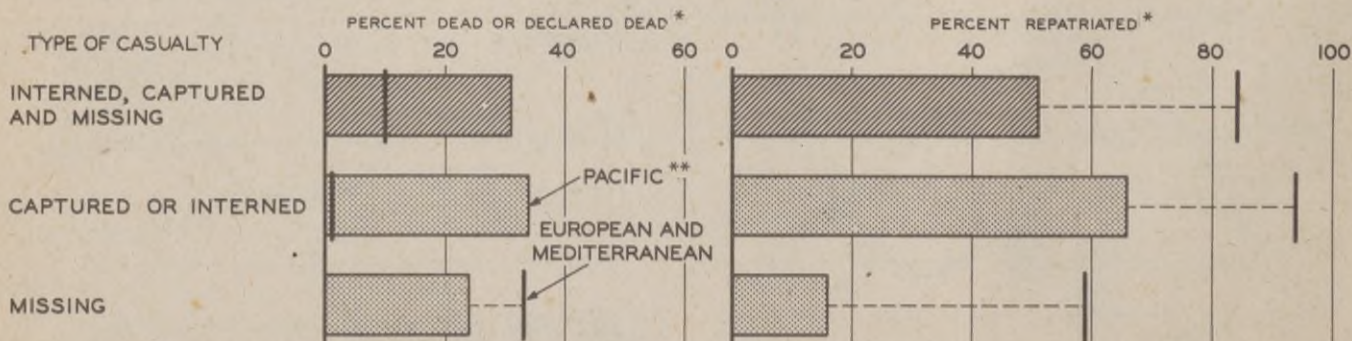 PERCENT DEAD OR DECLARED DEAD* PERCENT REPATRIATED*
TYPE OF CASUALTY
0 20 40 60 0 20 40 60 80 100
INTERNED, CAPTURED
AND MISSING
PACIFIC**
CAPTURED OR INTERNED
EUROPEAN AND
MEDITERRANEAN
MISSING